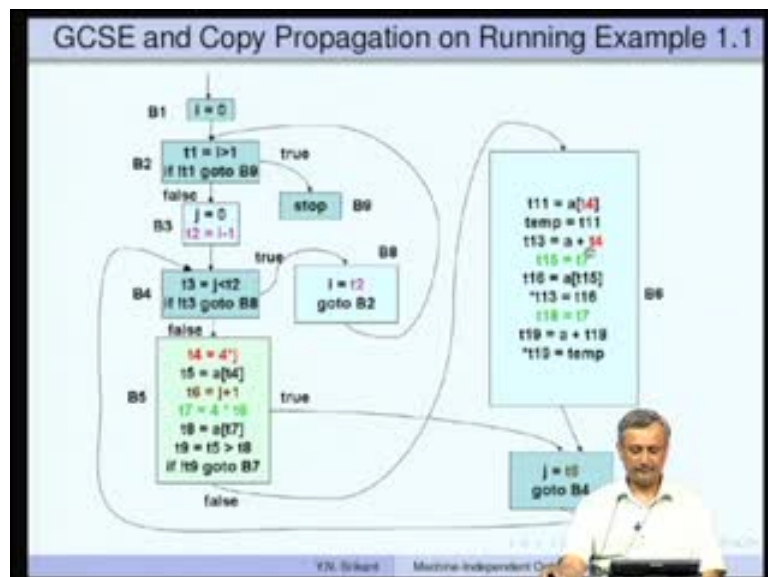 GCSE and Copy Propagation on Running Example 1.1
B1
i = 0
B2
t1 = i>1
if !t1 goto B9
true
stop
B9
false
B3
j = 0
t2 = i-1
B4
t3 = j<t2
if !t3 goto B8
true
B8
i = t2
goto B2
false
B5
t4 = 4*j
t5 = a[t4]
t6 = j+1
t7 = 4 * t6
t8 = a[t7]
t9 = t5 > t8
if !t9 goto B7
true
false
t11 = a[t4]
temp = t11
t13 = a + t4
t15 = t7
t16 = a[t15]
*t13 = t16
t18 = t7
t19 = a + t18
*t19 = temp
B6
j = t6
goto B4
Y.N. Srikant
Machine-Independent